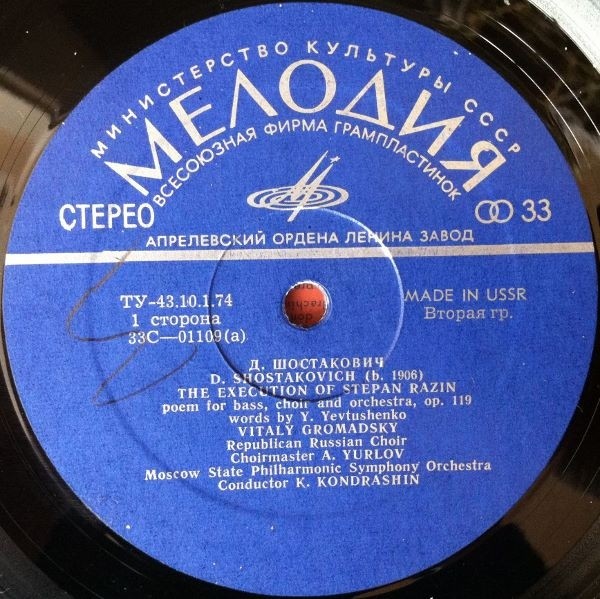 МИНИСТЕРСТВО КУЛЬТУРЫ СССР
МЕЛОДИЯ
ВСЕСОЮЗНАЯ ФИРМА ГРАМПЛАСТИНОК
СТЕРЕО
33
АПРЕЛЕВСКИЙ ОРДЕНА ЛЕНИНА ЗАВОД
ТУ-43.10.1.74
1 сторона
33С—01109(а)
MADE IN USSR
Вторая гр.
Д. ШОСТАКОВИЧ
D. SHOSTAKOVICH (b. 1906)
THE EXECUTION OF STEPAN RAZIN
poem for bass, choir and orchestra, op. 119
words by Y. Yevtushenko
VITALY GROMADSKY
Republican Russian Choir
Choirmaster A. YURLOV
Moscow State Philharmonic Symphony Orchestra
Conductor K. KONDRASHIN